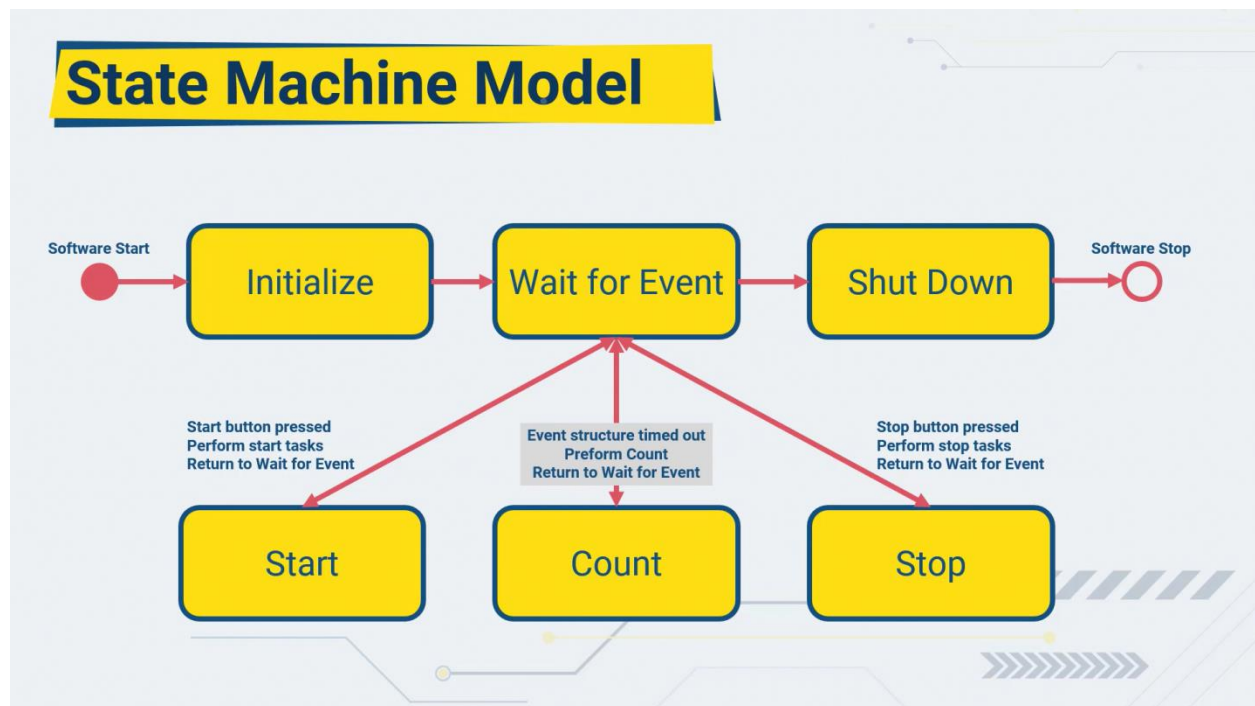 State Machine Model
Software Start
Initialize
Wait for Event
Shut Down
Software Stop
Start button pressed
Perform start tasks
Return to Wait for Event
Event structure timed out
Preform Count
Return to Wait for Event
Stop button pressed
Perform stop tasks
Return to Wait for Event
Start
Count
Stop